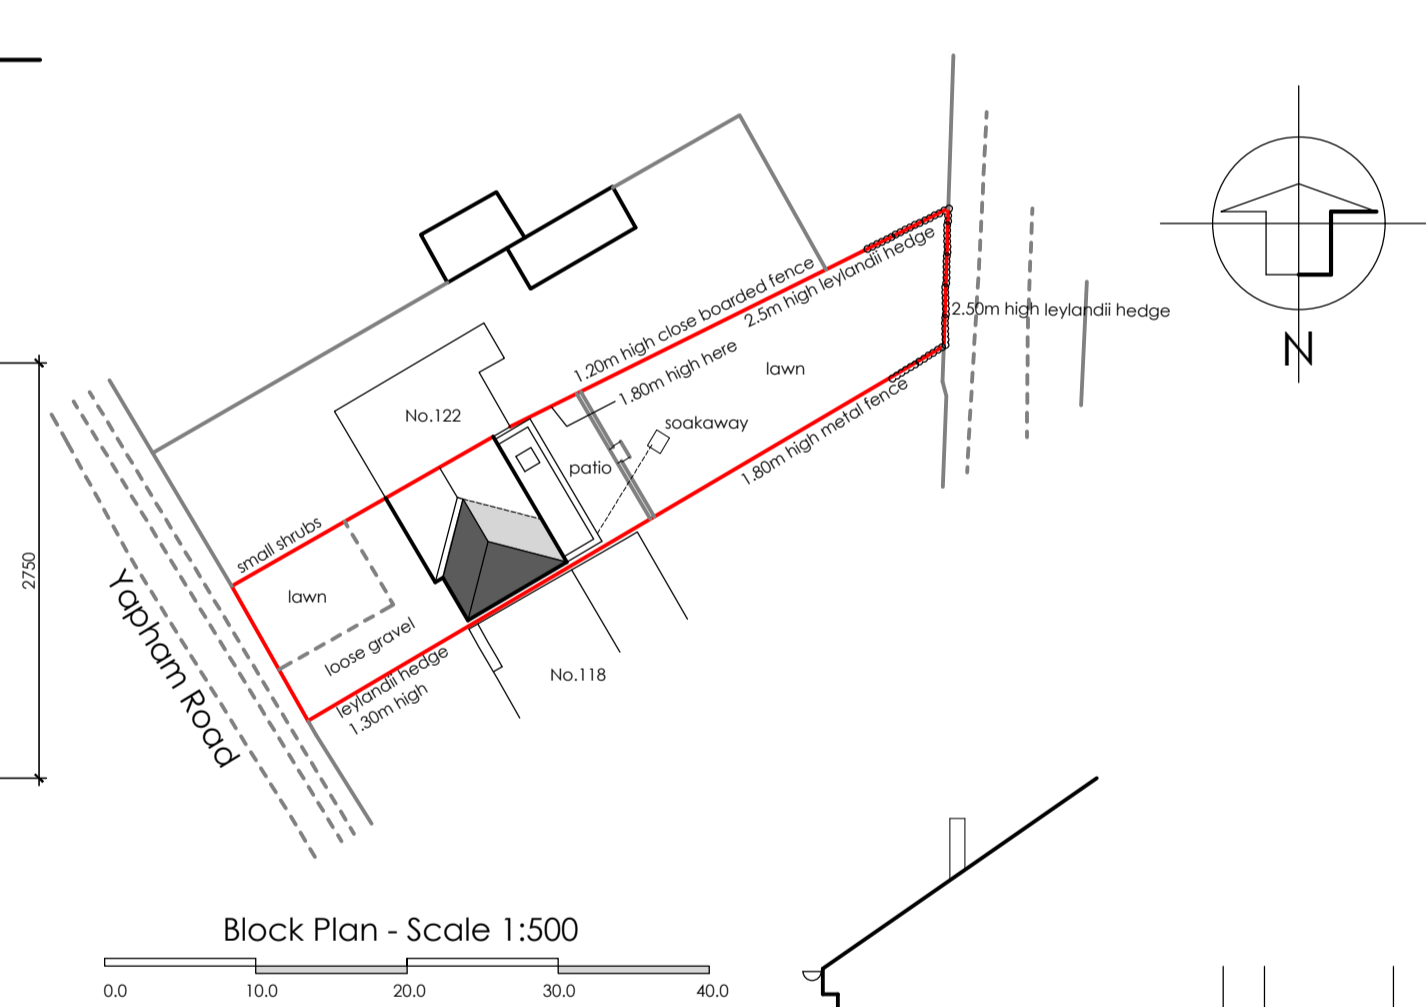 2.5m high leylandii hedge
1.20m high close boarded fence
2.50m high leylandii hedge
N
1.80m high here
lawn
No.122
soakaway
patio
1.80m high metal fence
small shrubs
lawn
loose gravel
leylandii hedge
1.30m high
No.118
Yapham Road
2750
Block Plan - Scale 1:500
0.0 10.0 20.0 30.0 40.0